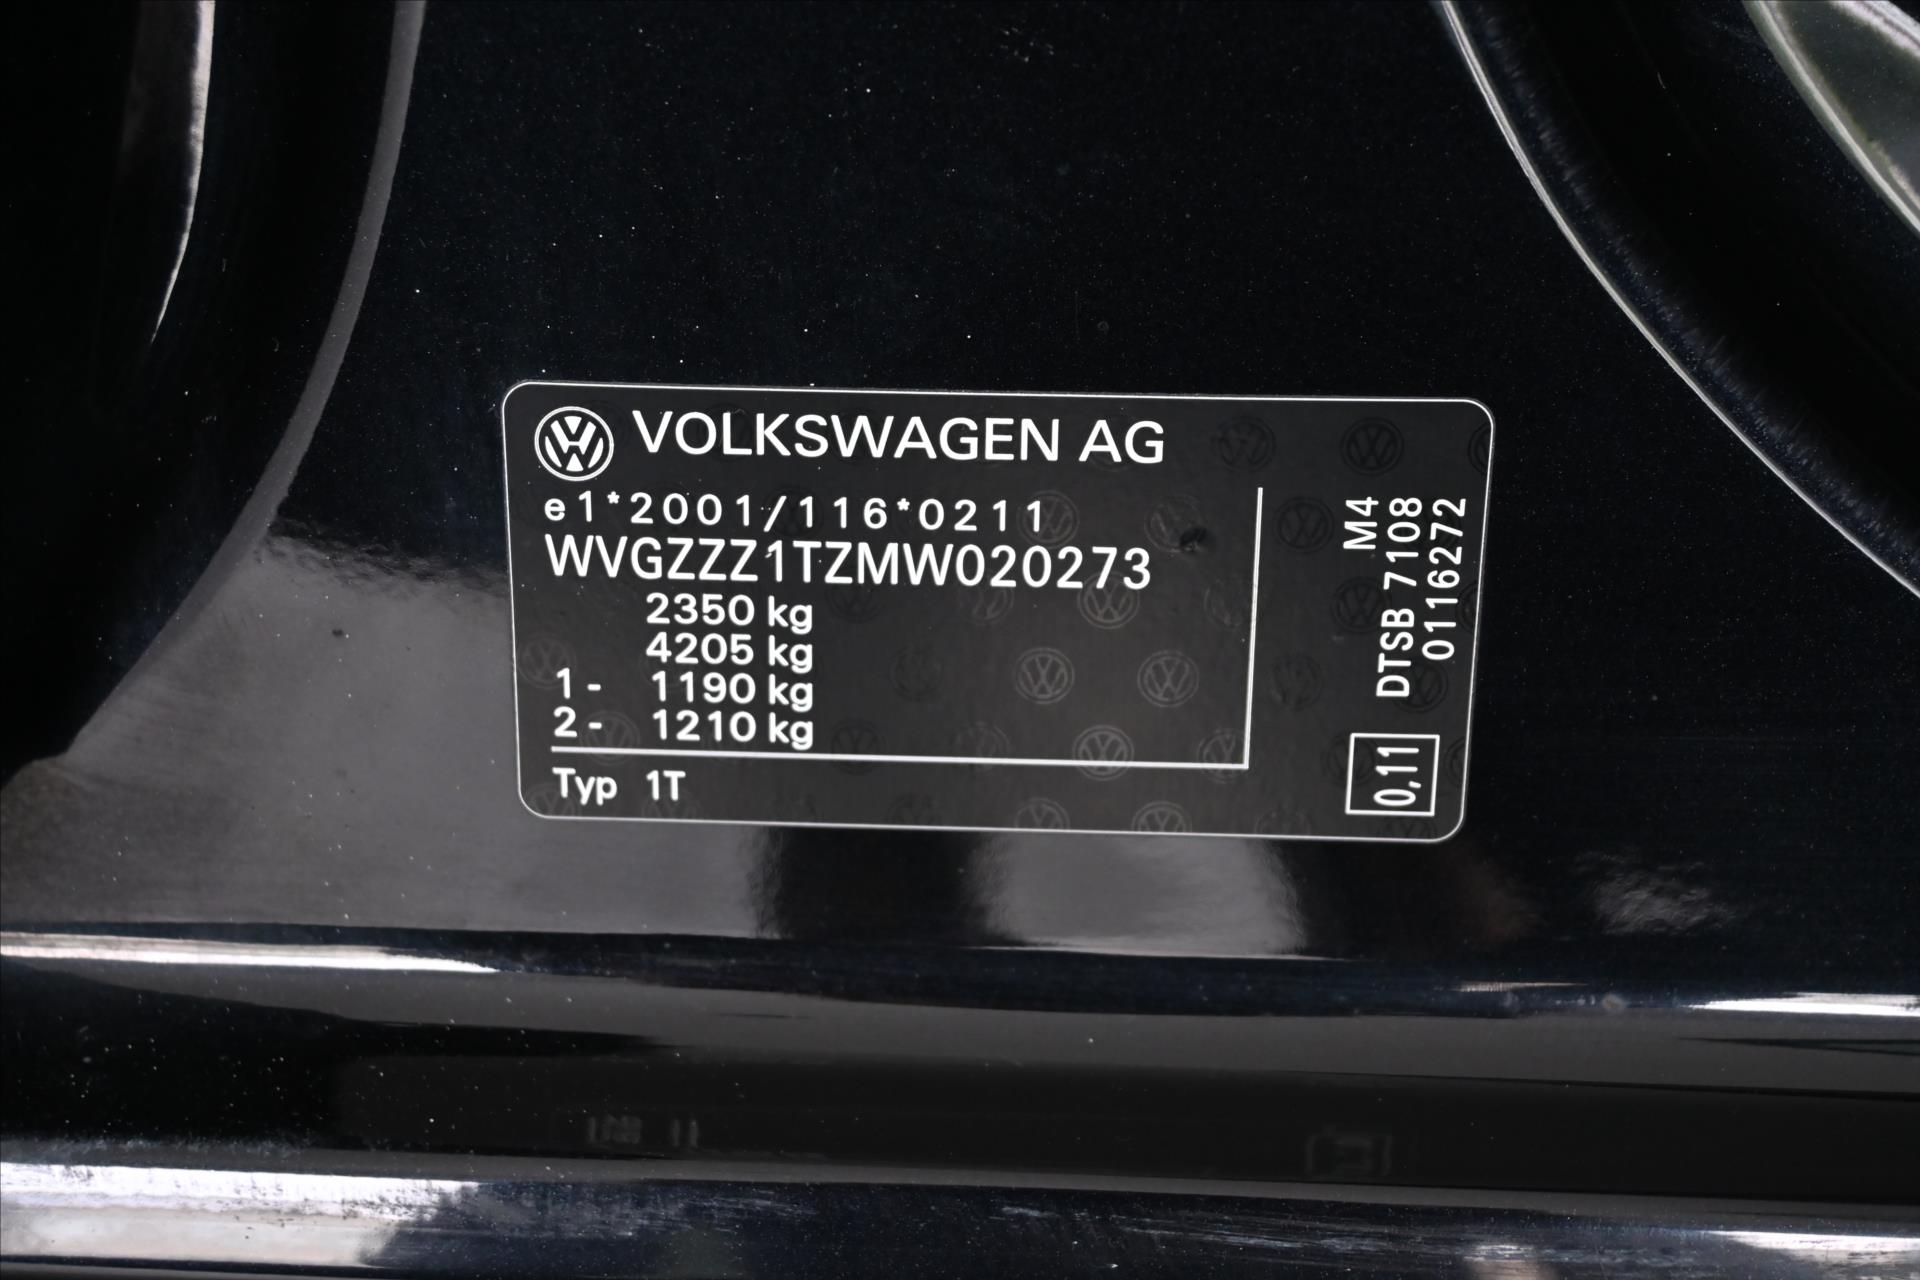 VOLKSWAGEN AG
e1*2001/116*0211
WVGZZZ1TZMW020273
2350 kg
4205 kg
1- 1190 kg
2- 1210 kg
Typ 1T
M4
DTSB 71108
0116272
0,11